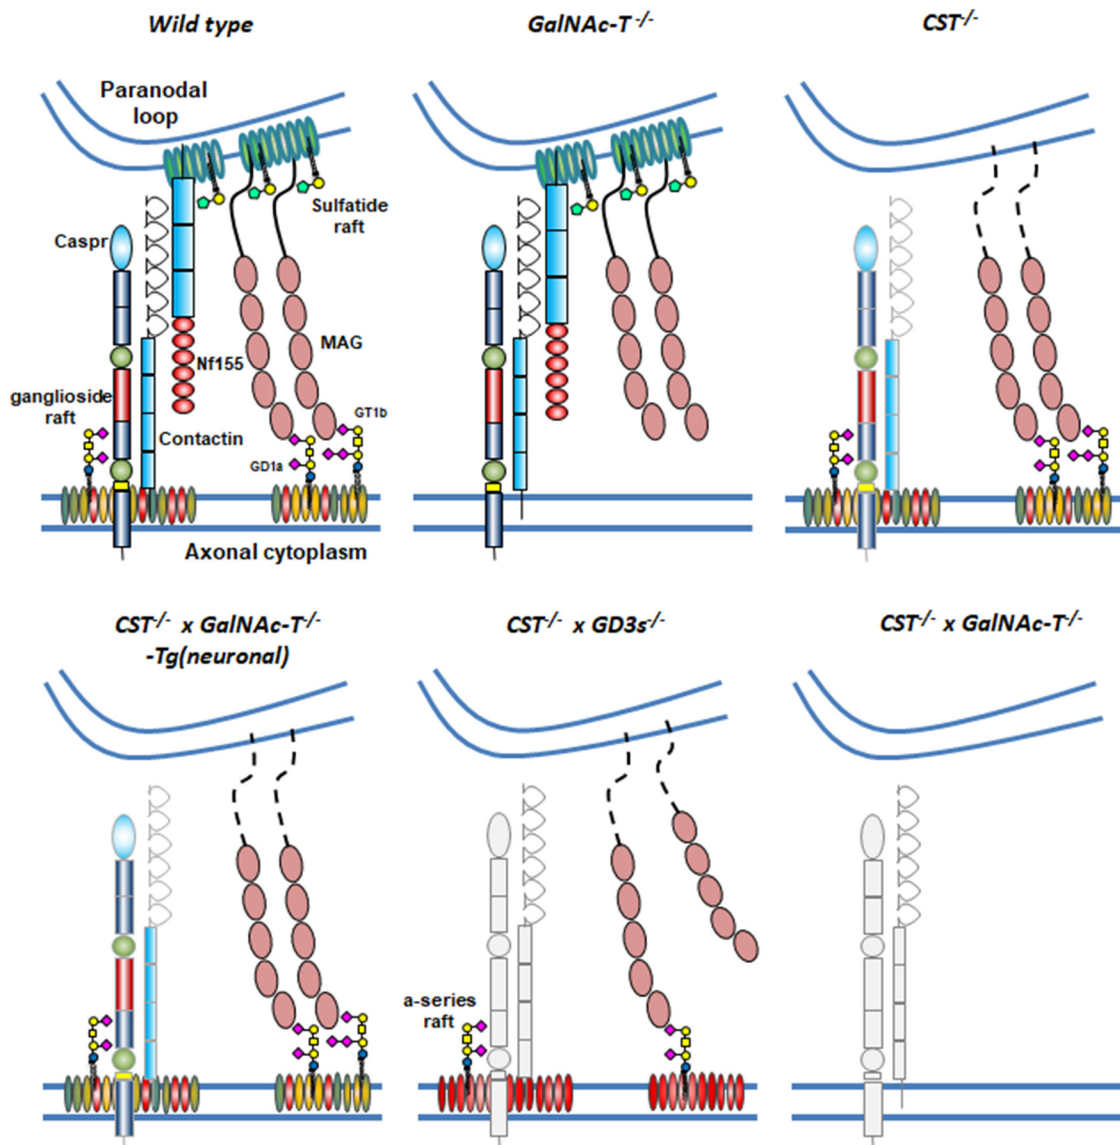 Wild type
GalNAc-T -/-
CST-/-
Paranodal
loop
Sulfatide
raft
Caspr
MAG
Nf155
ganglioside
raft
GT1b
Contactin
GD1a
Axonal cytoplasm
CST-/- x GalNAc-T-/-
-Tg(neuronal)
CST-/- x GD3s-/-
CST-/- x GalNAc-T-/-
a-series
raft